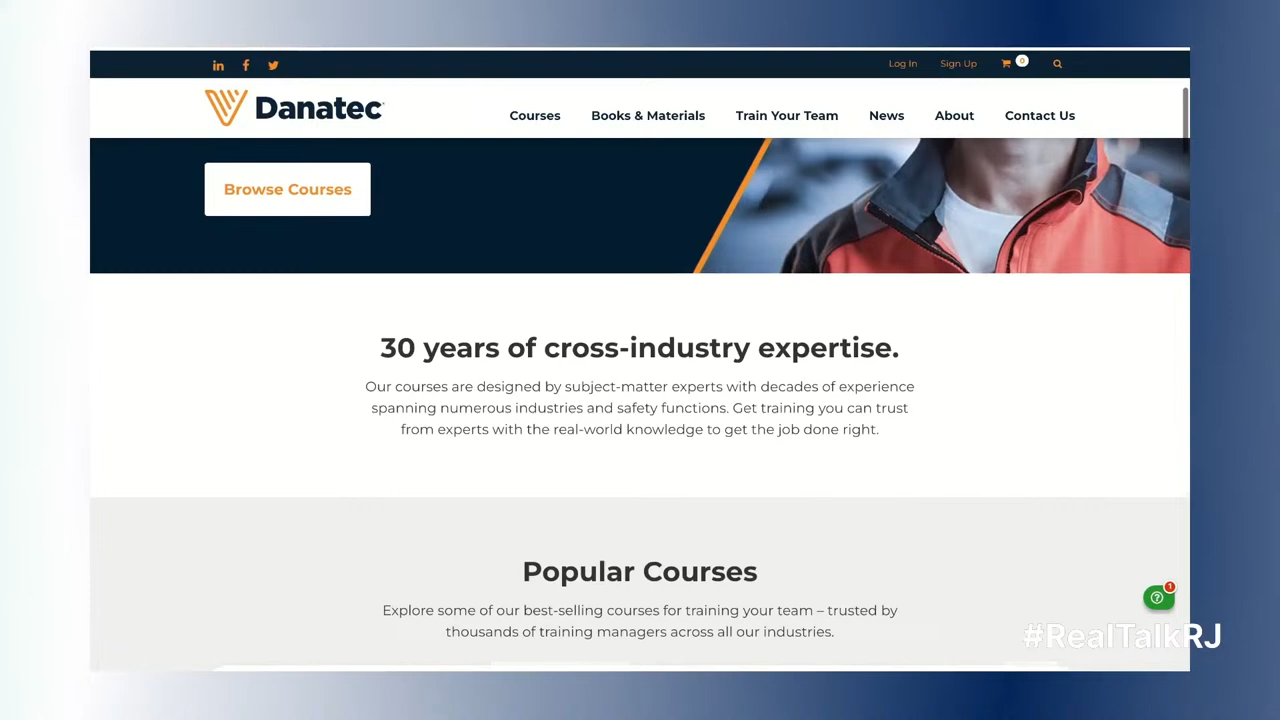 Log In
Sign Up
0
Danatec
Courses
Books & Materials
Train Your Team
News
About
Contact Us
Browse Courses
30 years of cross-industry expertise.
Our courses are designed by subject-matter experts with decades of experience
spanning numerous industries and safety functions. Get training you can trust
from experts with the real-world knowledge to get the job done right.
Popular Courses
Explore some of our best-selling courses for training your team – trusted by
thousands of training managers across all our industries.
1
#RealTalkRJ